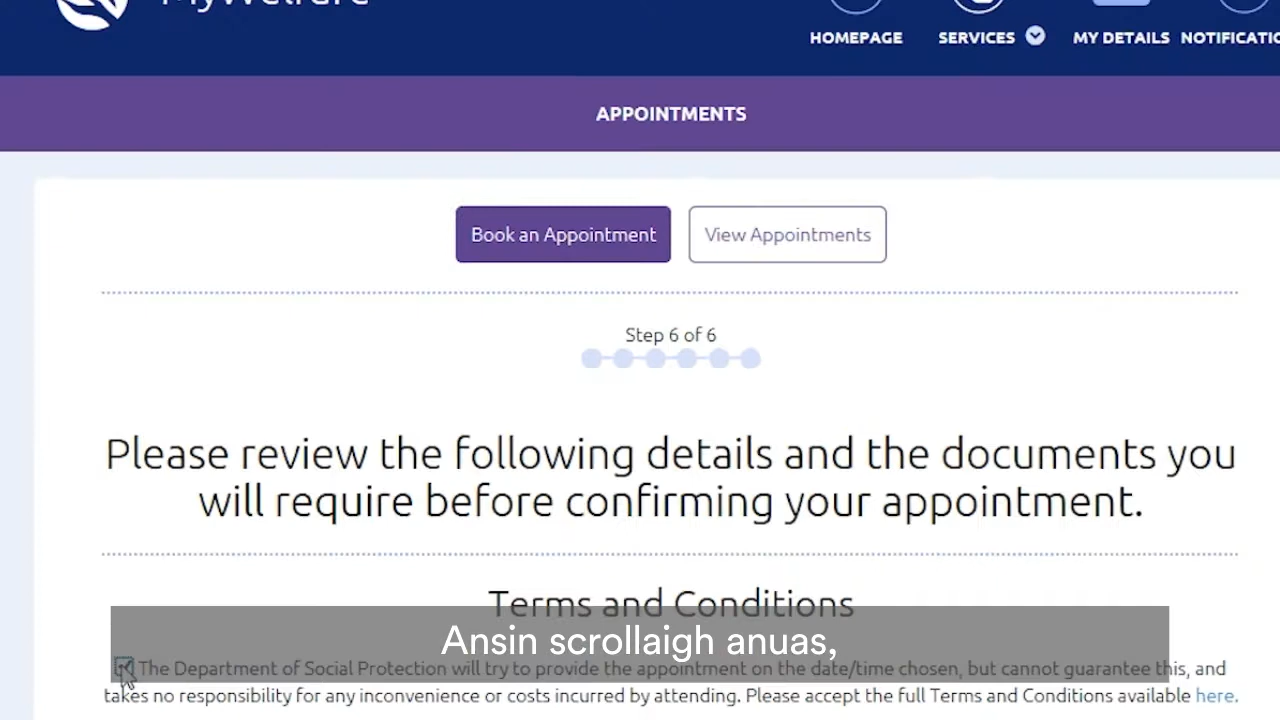 MyWelfare
HOMEPAGE SERVICES MY DETAILS NOTIFICATIO
APPOINTMENTS
Book an Appointment View Appointments
Step 6 of 6
Please review the following details and the documents you
will require before confirming your appointment.
Terms and Conditions
Ansin scrollaigh anuas,
The Department of Social Protection will try to provide the appointment on the date/time chosen, but cannot guarantee this, and
takes no responsibility for any inconvenience or costs incurred by attending. Please accept the full Terms and Conditions available here.